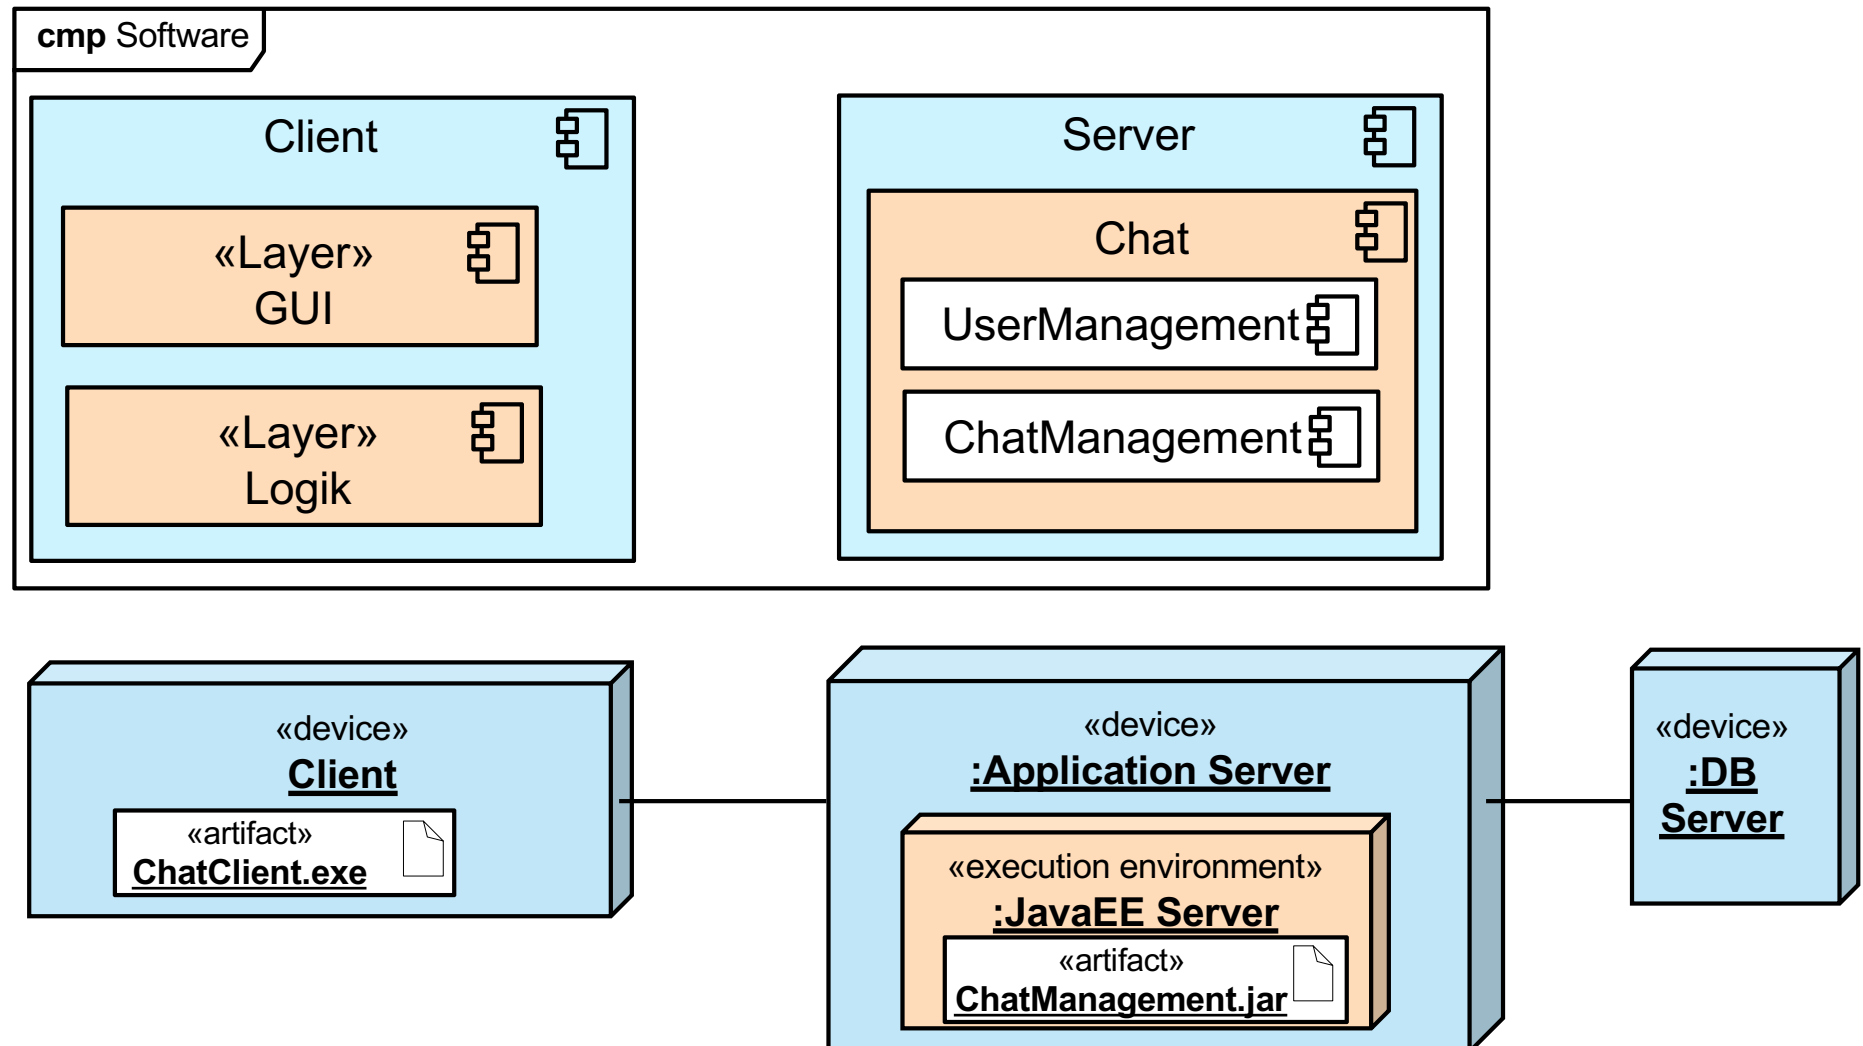 cmp Software
Client
«Layer»
GUI
«Layer»
Logik
Server
Chat
UserManagement
ChatManagement
«device»
Client
«artifact»
ChatClient.exe
«device»
:Application Server
«execution environment»
:JavaEE Server
«artifact»
ChatManagement.jar
«device»
:DB
Server